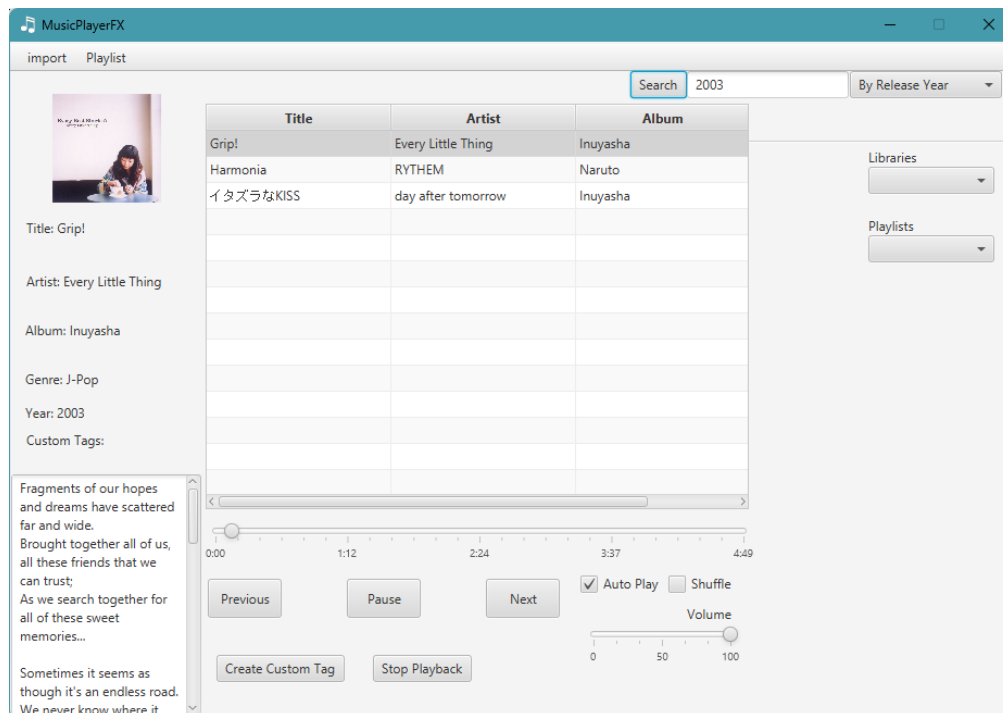 MusicPlayerFX
import Playlist
Search 2003 By Release Year
Title Artist Album
Grip! Every Little Thing Inuyasha
Harmonia RYTHEM Naruto
イタズラなKISS day after tomorrow Inuyasha
Libraries
Playlists
Title: Grip!
Artist: Every Little Thing
Album: Inuyasha
Genre: J-Pop
Year: 2003
Custom Tags:
Fragments of our hopes
and dreams have scattered
far and wide.
Brought together all of us,
all these friends that we
can trust;
As we search together for
all of these sweet
memories...
Sometimes it seems as
though it's an endless road.
We never know where it
0:00 1:12 2:24 3:37 4:49
Previous Pause Next
Auto Play Shuffle
Volume
0 50 100
Create Custom Tag Stop Playback